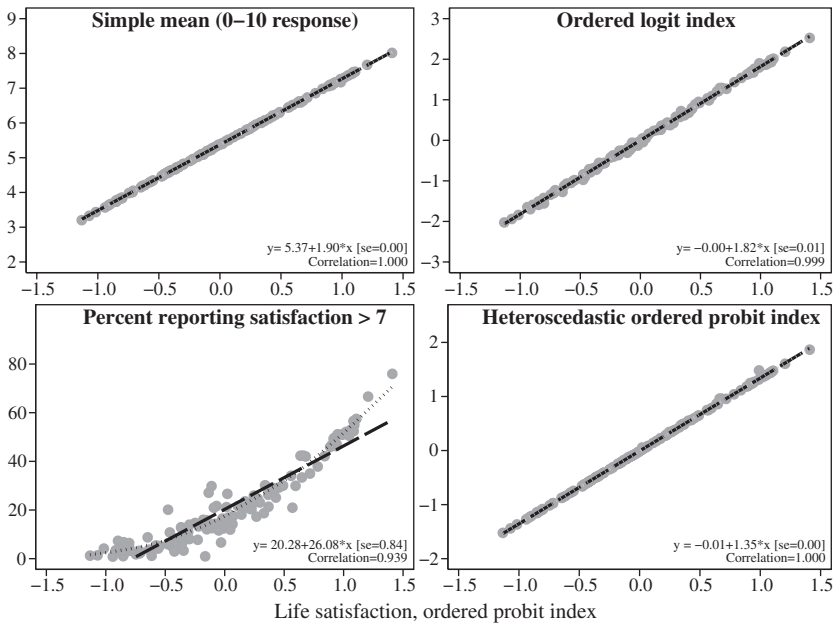 Simple mean (0–10 response)
9
8
7
6
5
4
3
2
y= 5.37+1.90*x [se=0.00]
Correlation=1.000
−1.5 −1.0 −0.5 0.0 0.5 1.0 1.5
Ordered logit index
3
2
1
0
−1
−2
−3
y= −0.00+1.82*x [se=0.01]
Correlation=0.999
−1.5 −1.0 −0.5 0.0 0.5 1.0 1.5
Percent reporting satisfaction > 7
80
60
40
20
0
y= 20.28+26.08*x [se=0.84]
Correlation=0.939
−1.5 −1.0 −0.5 0.0 0.5 1.0 1.5
Heteroscedastic ordered probit index
2
1
0
−1
−2
y = −0.01+1.35*x [se=0.00]
Correlation=1.000
−1.5 −1.0 −0.5 0.0 0.5 1.0 1.5
Life satisfaction, ordered probit index